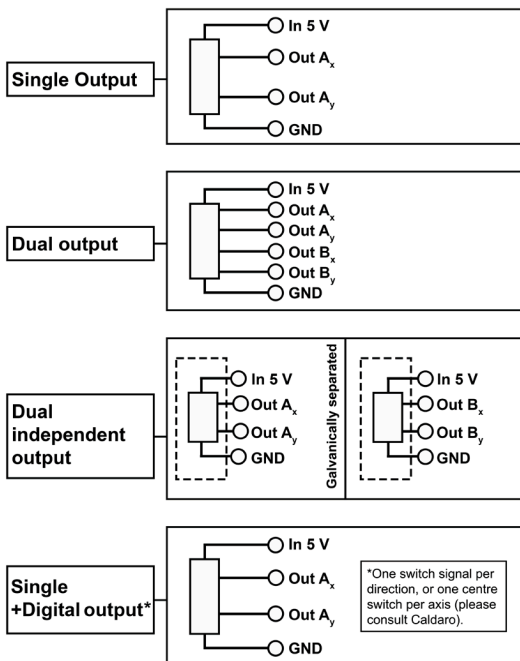 Single Output
In 5 V
Out Ax
Out Ay
GND
Dual output
In 5 V
Out Ax
Out Ay
Out Bx
Out By
GND
Dual
independent
output
In 5 V
Out Ax
Out Ay
GND
Galvanically separated
In 5 V
Out Bx
Out By
GND
Single
+Digital output*
In 5 V
Out Ax
Out Ay
GND
*One switch signal per
direction, or one centre
switch per axis (please
consult Caldaro).